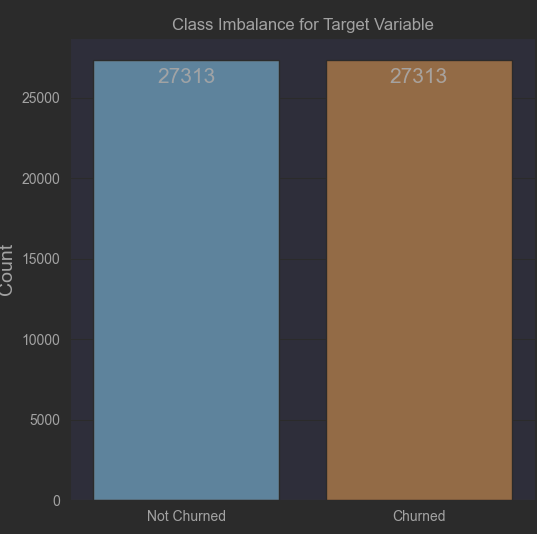 Class Imbalance for Target Variable
27313
27313
25000
20000
15000
10000
5000
0
Count
Not Churned
Churned